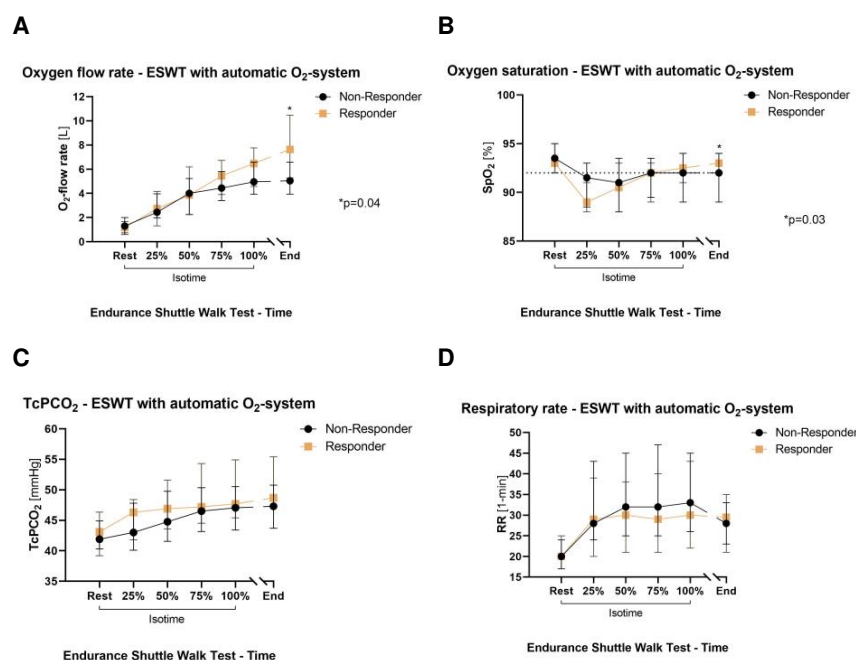 A
Oxygen flow rate - ESWT with automatic O₂-system
Non-Responder
Responder
O₂-flow rate [L]
12
10
8
6
4
2
0
*
*p=0.04
Rest 25% 50% 75% 100% End
Isotime
Endurance Shuttle Walk Test - Time
B
Oxygen saturation - ESWT with automatic O₂-system
Non-Responder
Responder
SpO₂ [%]
100
95
90
85
*
*p=0.03
Rest 25% 50% 75% 100% End
Isotime
Endurance Shuttle Walk Test - Time
C
TcPCO₂ - ESWT with automatic O₂-system
Non-Responder
Responder
TcPCO₂ [mmHg]
60
55
50
45
40
35
Rest 25% 50% 75% 100% End
Isotime
Endurance Shuttle Walk Test - Time
D
Respiratory rate - ESWT with automatic O₂-system
Non-Responder
Responder
RR [1-min]
50
45
40
35
30
25
20
15
Rest 25% 50% 75% 100% End
Isotime
Endurance Shuttle Walk Test - Time